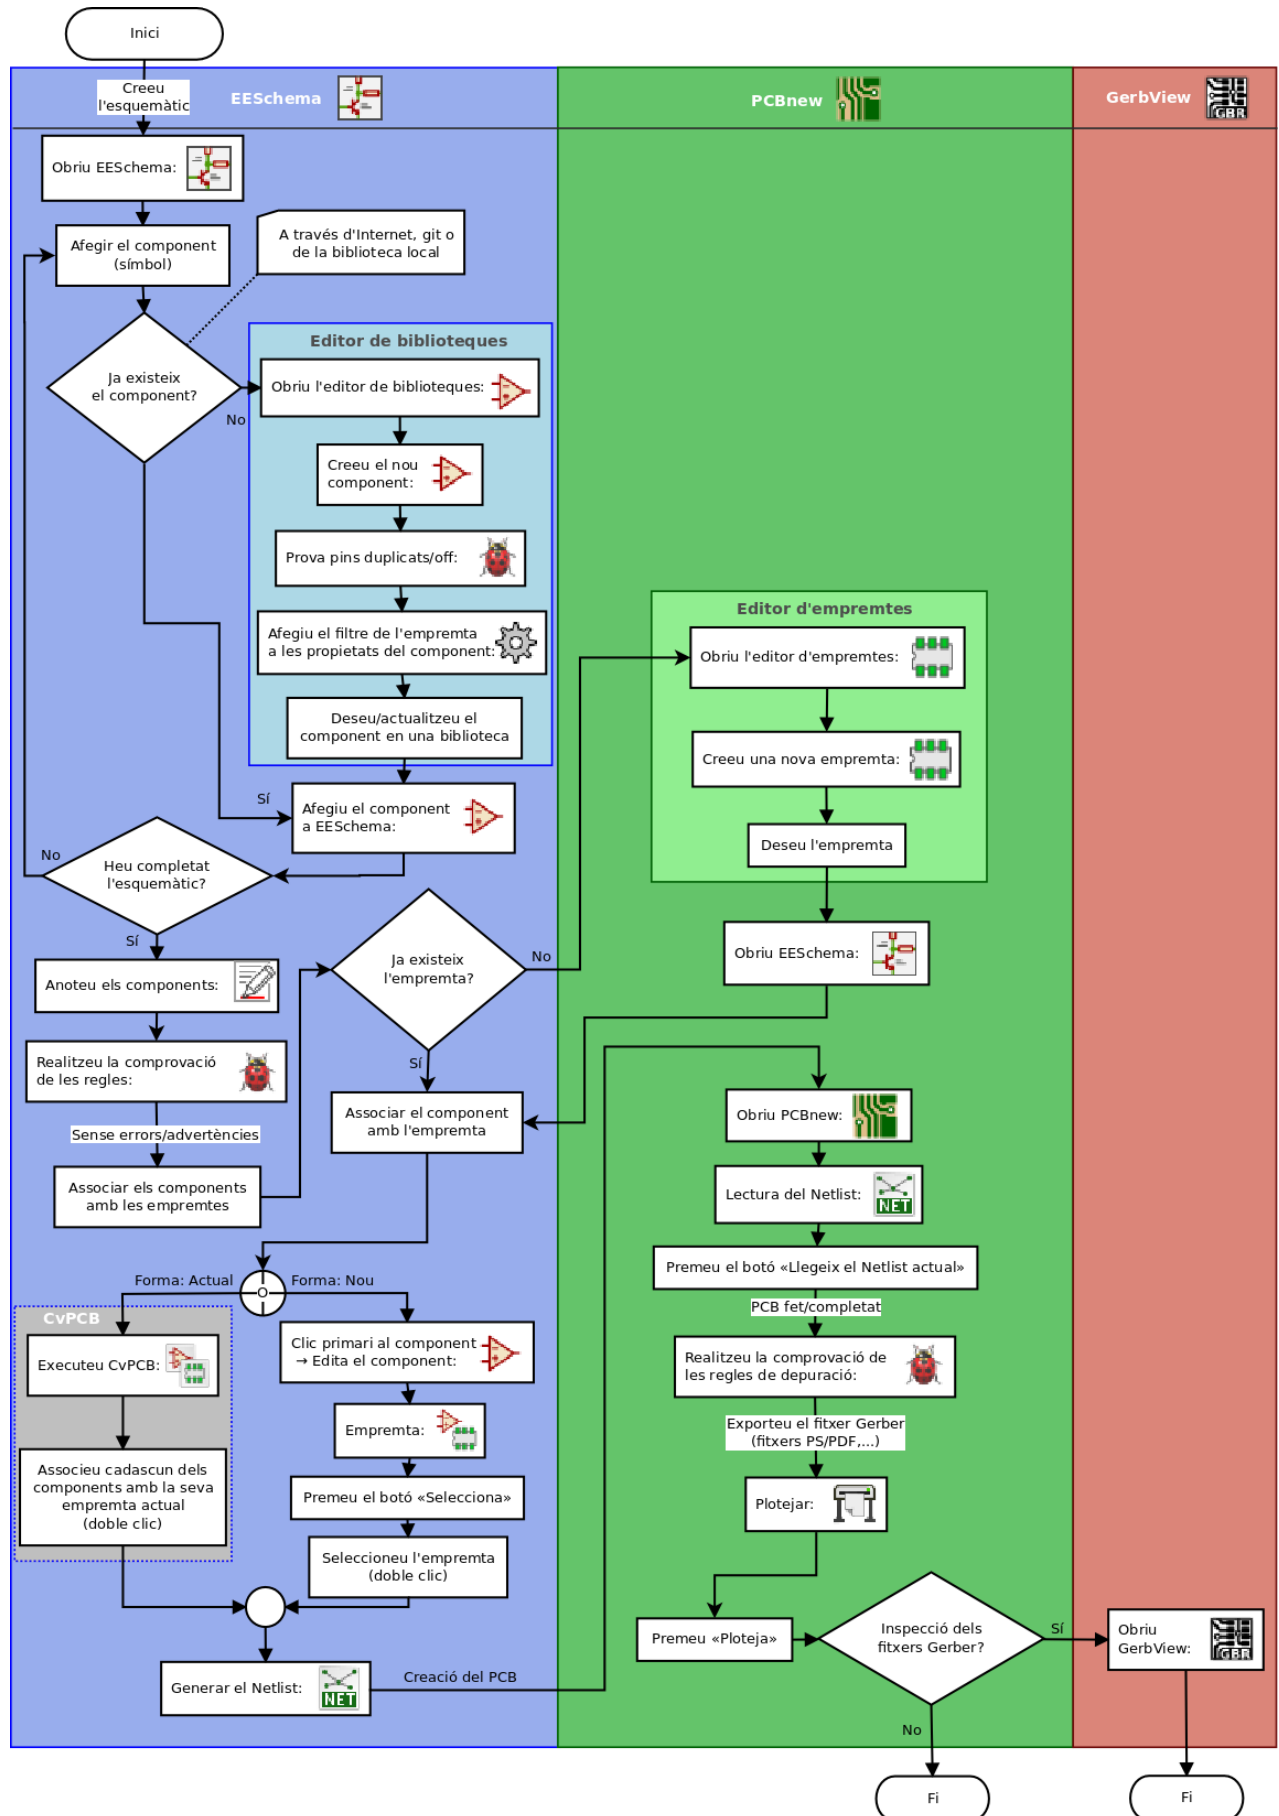 Inici
Creeu
l'esquemàtic
EESchema
PCBnew
GerbView
GBR
Obriu EESchema:
Afegir el component
(símbol)
A través d'Internet, git o
de la biblioteca local
Ja existeix
el component?
No
Editor de biblioteques
Obriu l'editor de biblioteques:
Creeu el nou
component:
Prova pins duplicats/off:
Afegiu el filtre de l'empremta
a les propietats del component:
Deseu/actualitzeu el
component en una biblioteca
Sí
Afegiu el component
a EESchema:
No
Heu completat
l'esquemàtic?
Sí
Anoteu els components:
Realitzeu la comprovació
de les regles:
Sense errors/advertències
Associar els components
amb les empremtes
Ja existeix
l'empremta?
No
Sí
Editor d'empremtes
Obriu l'editor d'empremtes:
Creeu una nova empremta:
Deseu l'empremta
Obriu EESchema:
Associar el component
amb l'empremta
Forma: Actual
O
Forma: Nou
CvPCB
Executeu CvPCB:
Associeu cadascun dels
components amb la seva
empremta actual
(doble clic)
Clic primari al component
→ Edita el component:
Empremta:
Premeu el botó «Selecciona»
Seleccioneu l'empremta
(doble clic)
Generar el Netlist:
NET
Creació del PCB
Obriu PCBnew:
Lectura del Netlist:
NET
Premeu el botó «Llegeix el Netlist actual»
PCB fet/completat
Realitzeu la comprovació de
les regles de depuració:
Exporteu el fitxer Gerber
(fitxers PS/PDF,...)
Plotejar:
Premeu «Ploteja»
Inspecció dels
fitxers Gerber?
Sí
Obriu
GerbView:
GBR
No
Fi
Fi